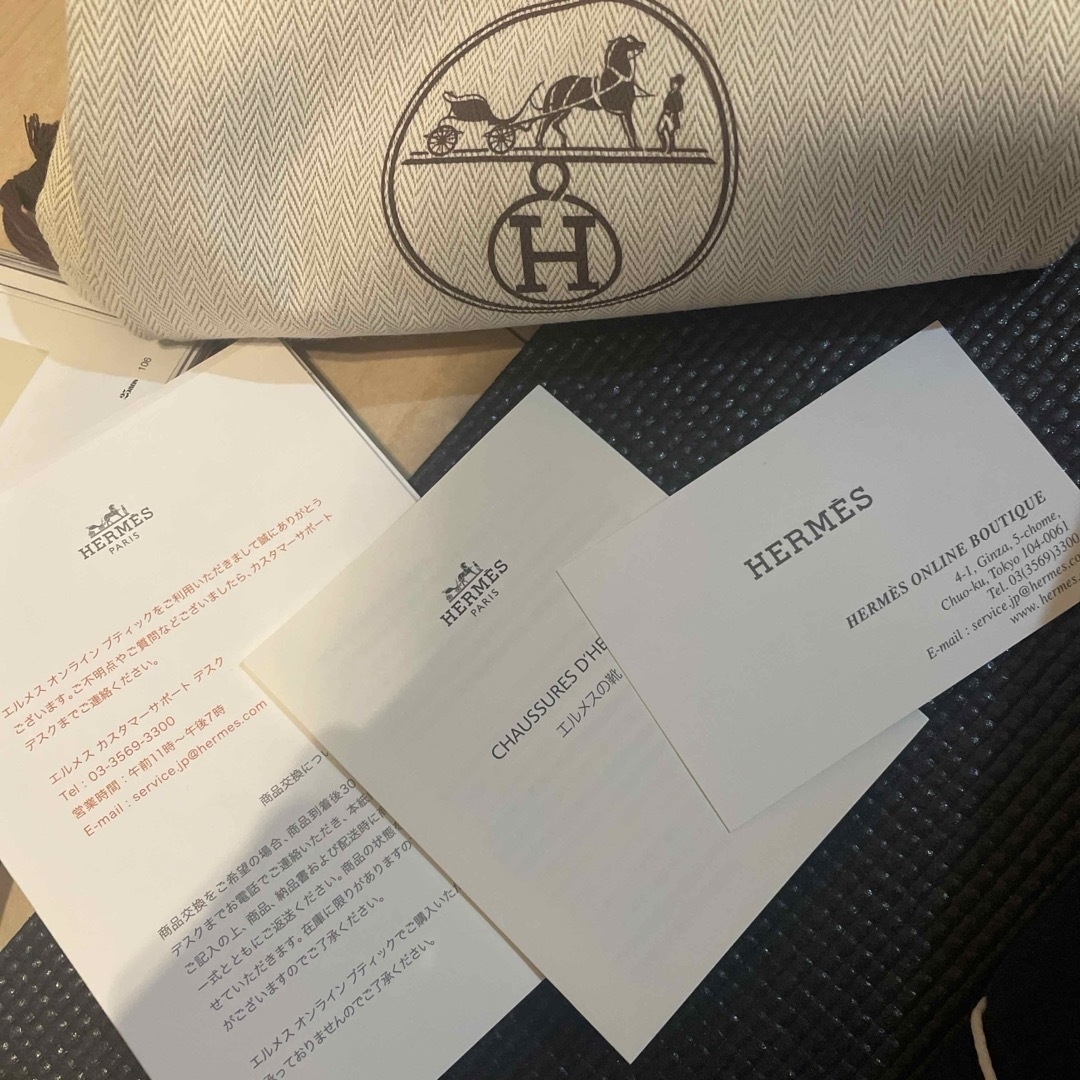 H
106
HERMÈS
PARIS
エルメス オンライン ブティックをご利用いただきまして誠にありがとう
ございます。ご不明点やご質問などございましたら、カスタマーサポート
デスクまでご連絡ください。
エルメス カスタマーサポート デスク
Tel : 03-3569-3300
営業時間 : 午前11時〜午後7時
E-mail : service.jp@hermes.com
商品交換につ
商品交換をご希望の場合、商品到着後30
デスクまでお電話でご連絡いただき、本紙
ご記入の上、商品、納品書および配送時に
一式とともにご返送ください。商品の状態
せていただきます。在庫に限りがありますの
がございますのでご了承ください。
エルメス オンライン ブティックでご購入いた
承っておりませんのでご了承ください。
HERMÈS
PARIS
CHAUSSURES D'HE
エルメスの靴
HERMÈS
HERMÈS ONLINE BOUTIQUE
4-1, Ginza, 5-chome,
Chuo-ku, Tokyo 104-0061
Tel. 03(3569)3300
E-mail : service.jp@hermes.co
www. hermes.